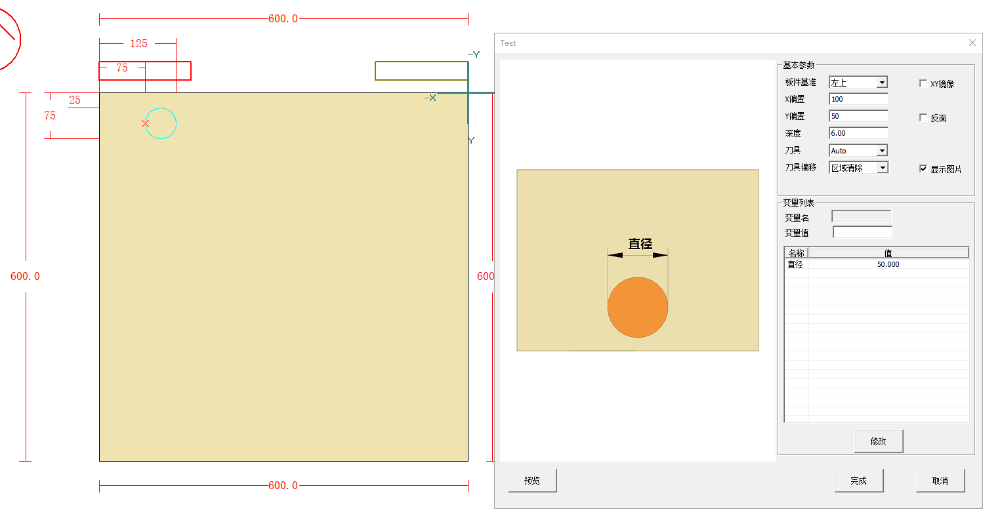 600.0
125
75
25
75
-X
-Y
Y
600.0
600
600.0
Test
基本参数
板件基准 左上 XY镜像
X偏置 100
Y偏置 50 反面
深度 6.00
刀具 Auto
刀具偏移 区域清除 显示图片
直径
变量列表
变量名
变量值
名称 值
直径 50.000
修改
预览 完成 取消